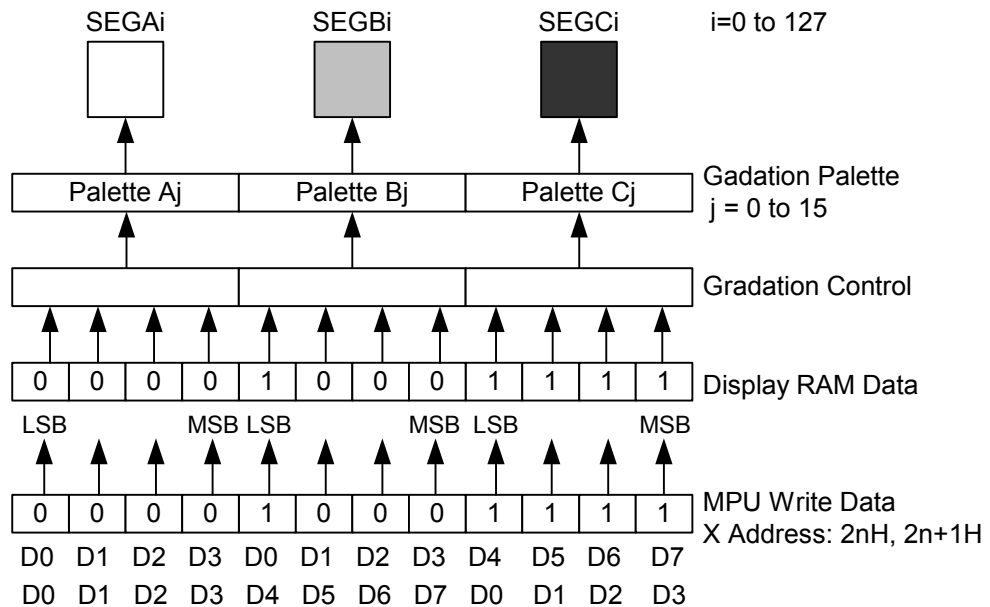 SEGAi SEGBi SEGCi i=0 to 127
Palette Aj Palette Bj Palette Cj Gadation Palette
j = 0 to 15
Gradation Control
0 0 0 0 1 0 0 0 1 1 1 1 Display RAM Data
LSB MSB LSB MSB LSB MSB
0 0 0 0 1 0 0 0 1 1 1 1 MPU Write Data
X Address: 2nH, 2n+1H
D0 D1 D2 D3 D0 D1 D2 D3 D4 D5 D6 D7
D0 D1 D2 D3 D4 D5 D6 D7 D0 D1 D2 D3